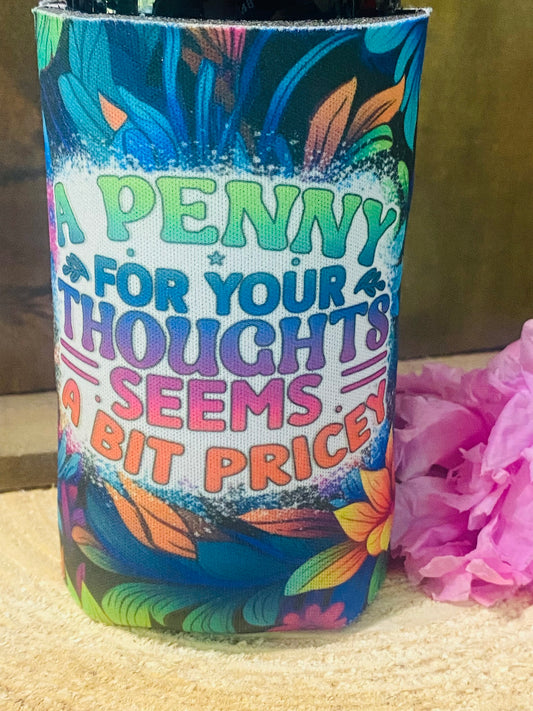 A PENNY
FOR YOUR
THOUGHTS
SEEMS
A BIT PRICEY